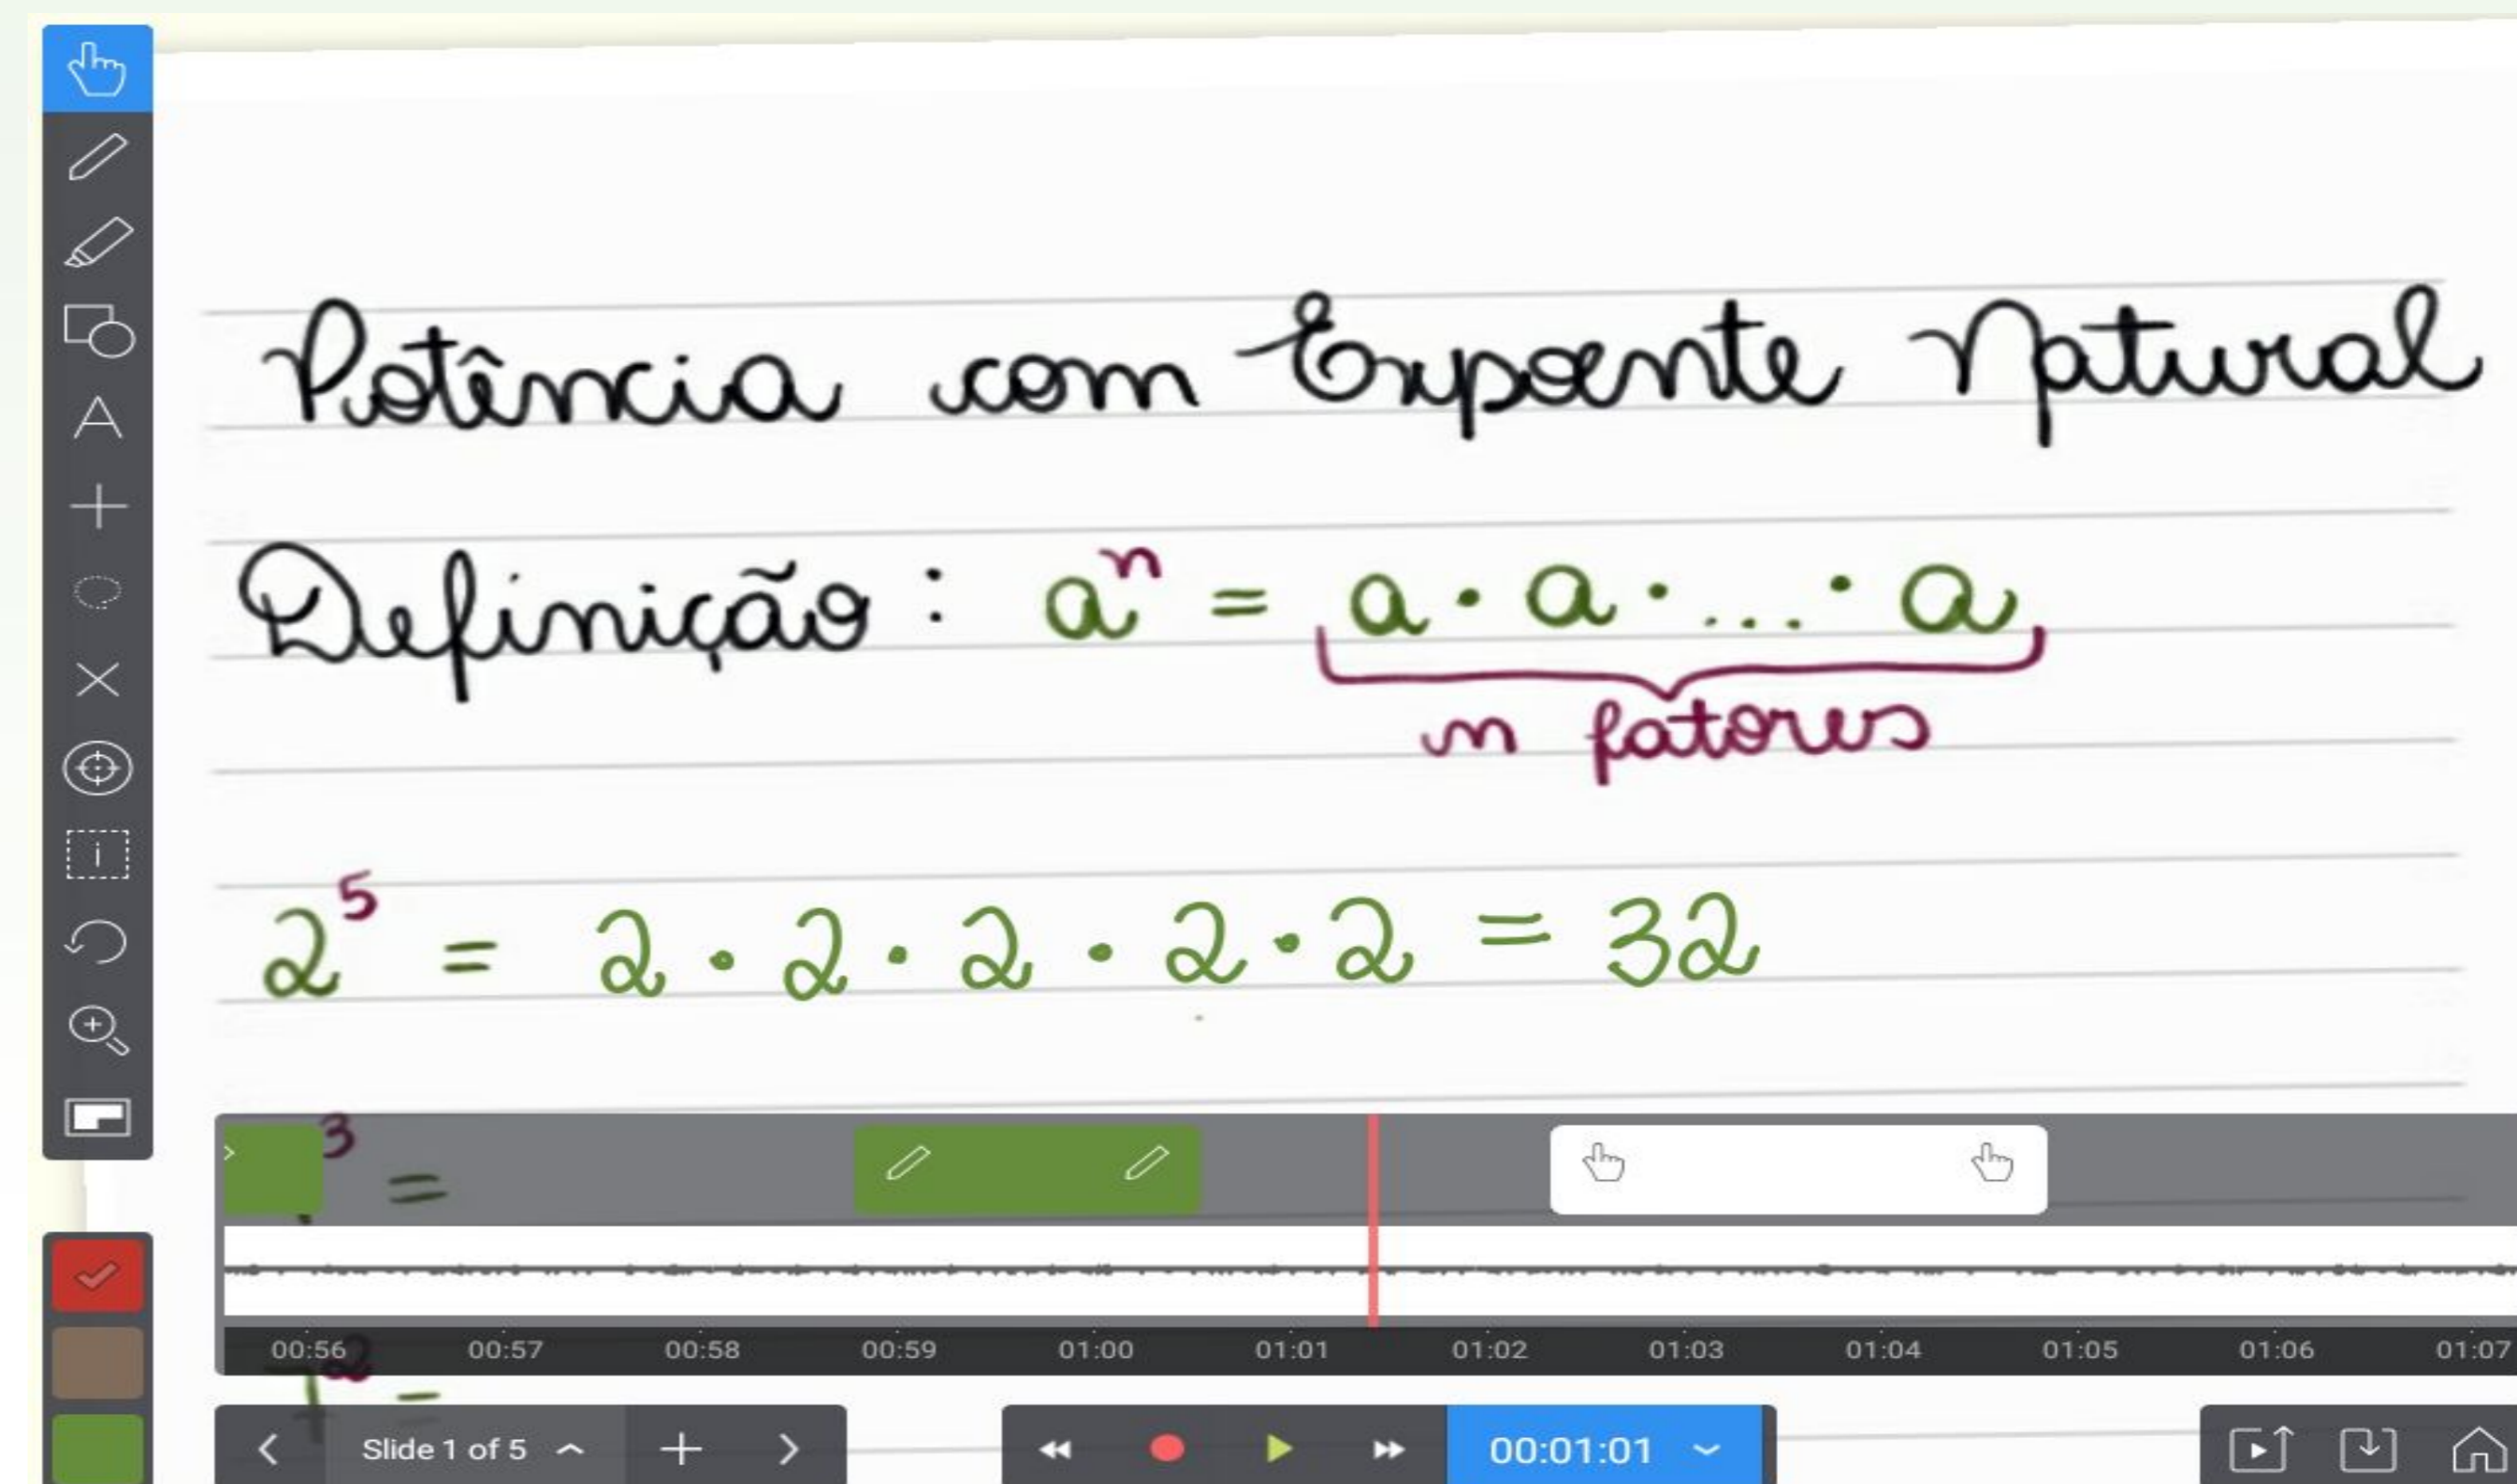 Potência com Expoente Natural
Definição : aⁿ = a · a · ... · a
n fatores
2⁵ = 2 · 2 · 2 · 2 · 2 = 32
3 =
00:56 00:57 00:58 00:59 01:00 01:01 01:02 01:03 01:04 01:05 01:06 01:07
2 =
Slide 1 of 5 00:01:01